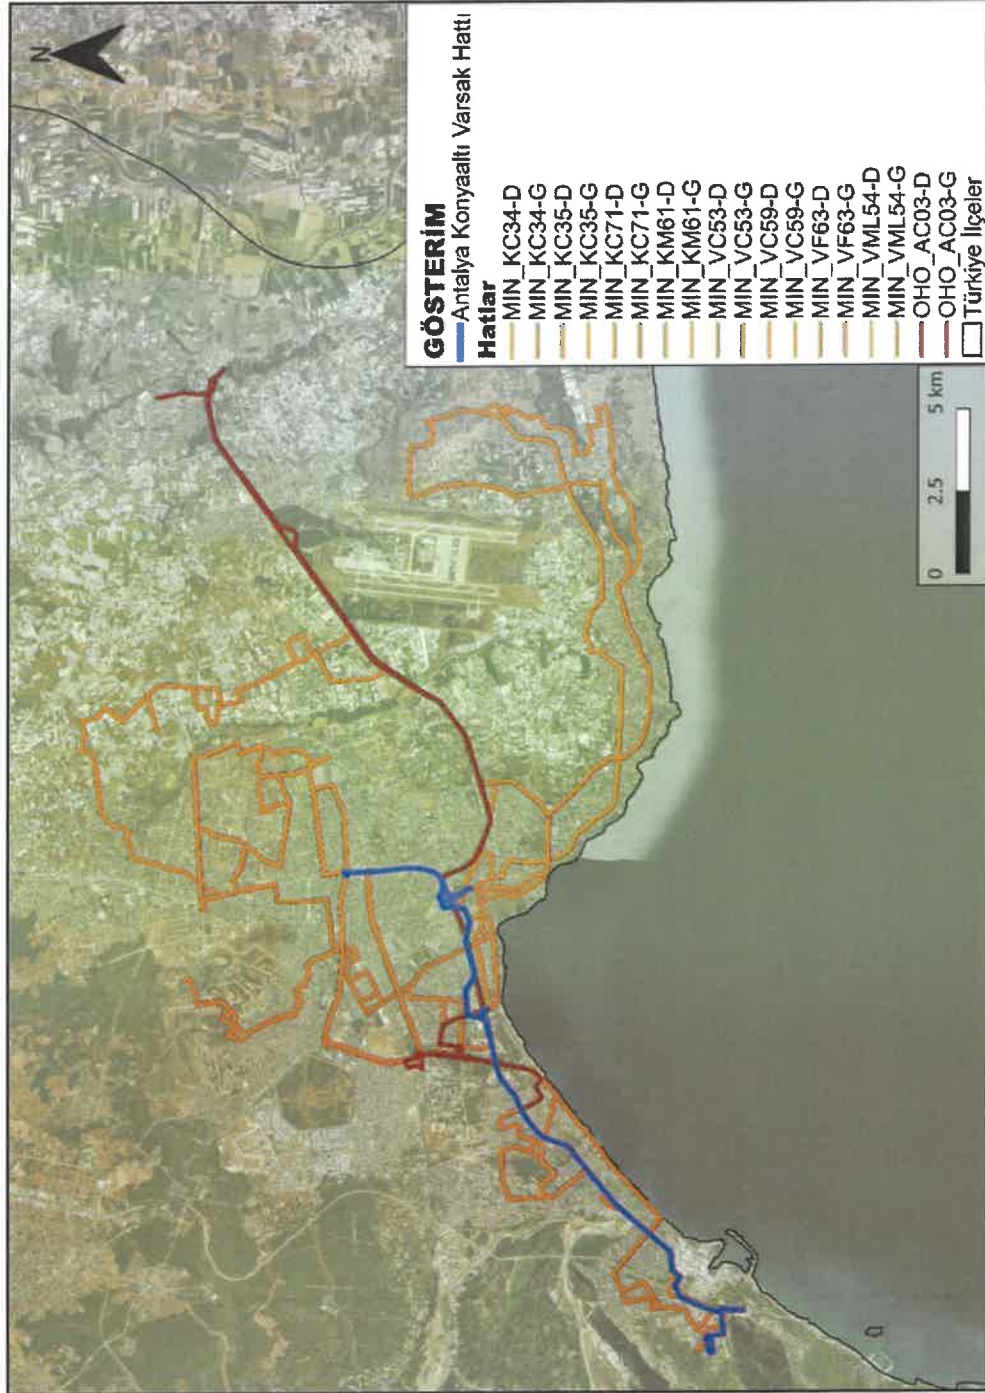 N
GÖSTERİM
Antalya Konyaaltı Varsak Hattı
Hatlar
MIN_KC34-D
MIN_KC34-G
MIN_KC35-D
MIN_KC35-G
MIN_KC71-D
MIN_KC71-G
MIN_KM61-D
MIN_KM61-G
MIN_VC53-D
MIN_VC53-G
MIN_VC59-D
MIN_VC59-G
MIN_VF63-D
MIN_VF63-G
MIN_VML54-D
MIN_VML54-G
OHO_AC03-D
OHO_AC03-G
Türkiye İlçeler
0 2.5 5 km